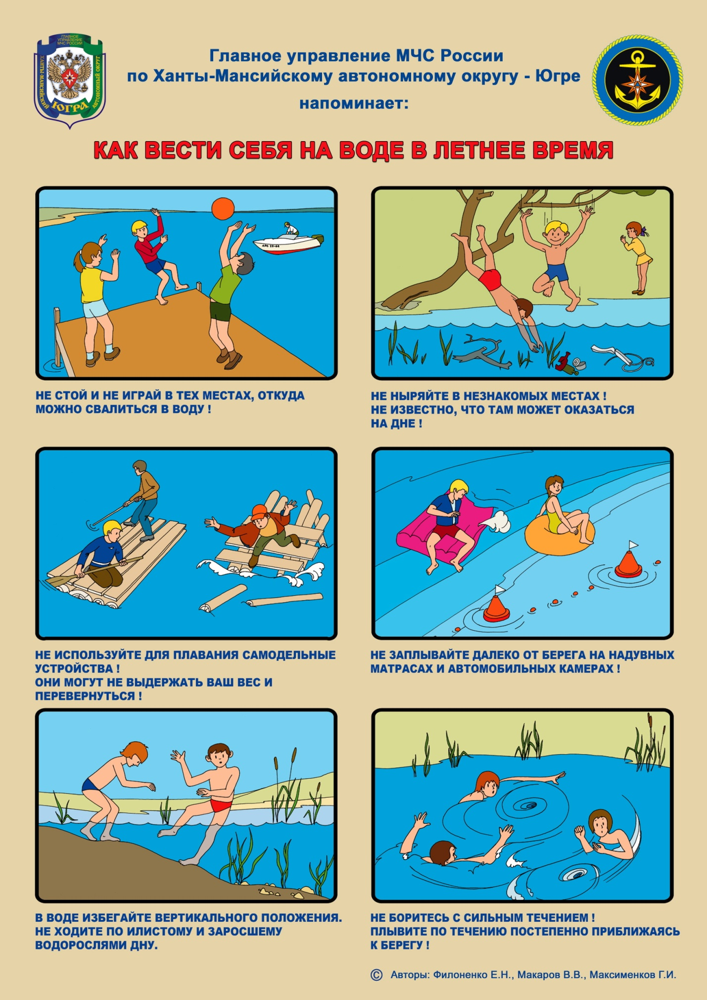 ГЛАВНОЕ
УПРАВЛЕНИЕ
МЧС РОССИИ
ХАНТЫ-МАНСИЙСКИЙ
АВТОНОМНЫЙ ОКРУГ
ЮГРА
Главное управление МЧС России
по Ханты-Мансийскому автономному округу - Югре
напоминает:
КАК ВЕСТИ СЕБЯ НА ВОДЕ В ЛЕТНЕЕ ВРЕМЯ
НЕ СТОЙ И НЕ ИГРАЙ В ТЕХ МЕСТАХ, ОТКУДА
МОЖНО СВАЛИТЬСЯ В ВОДУ !
НЕ НЫРЯЙТЕ В НЕЗНАКОМЫХ МЕСТАХ !
НЕ ИЗВЕСТНО, ЧТО ТАМ МОЖЕТ ОКАЗАТЬСЯ
НА ДНЕ !
НЕ ИСПОЛЬЗУЙТЕ ДЛЯ ПЛАВАНИЯ САМОДЕЛЬНЫЕ
УСТРОЙСТВА !
ОНИ МОГУТ НЕ ВЫДЕРЖАТЬ ВАШ ВЕС И
ПЕРЕВЕРНУТЬСЯ !
НЕ ЗАПЛЫВАЙТЕ ДАЛЕКО ОТ БЕРЕГА НА НАДУВНЫХ
МАТРАСАХ И АВТОМОБИЛЬНЫХ КАМЕРАХ !
В ВОДЕ ИЗБЕГАЙТЕ ВЕРТИКАЛЬНОГО ПОЛОЖЕНИЯ.
НЕ ХОДИТЕ ПО ИЛИСТОМУ И ЗАРОСШЕМУ
ВОДОРОСЛЯМИ ДНУ.
НЕ БОРИТЕСЬ С СИЛЬНЫМ ТЕЧЕНИЕМ !
ПЛЫВИТЕ ПО ТЕЧЕНИЮ ПОСТЕПЕННО ПРИБЛИЖАЯСЬ
К БЕРЕГУ !
© Авторы: Филоненко Е.Н., Макаров В.В., Максименков Г.И.